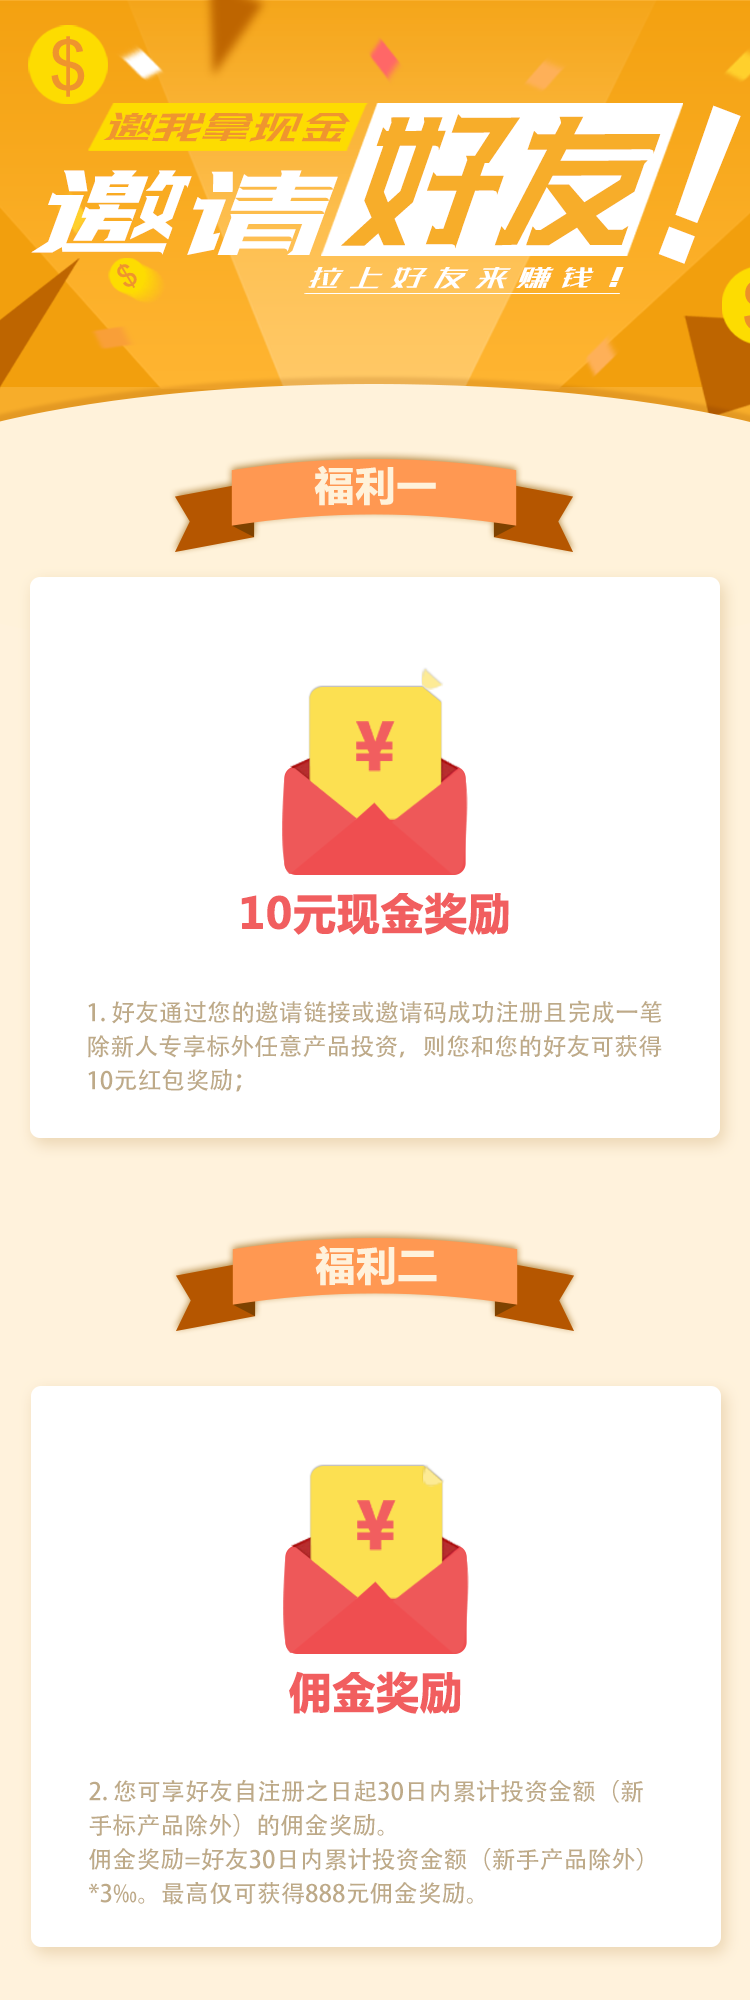 $
邀我拿现金
邀请好友!
拉上好友来赚钱!
$
$
福利一
¥
10元现金奖励
1. 好友通过您的邀请链接或邀请码成功注册且完成一笔
除新人专享标外任意产品投资，则您和您的好友可获得
10元红包奖励；
福利二
¥
佣金奖励
2. 您可享好友自注册之日起30日内累计投资金额（新
手标产品除外）的佣金奖励。
佣金奖励=好友30日内累计投资金额（新手产品除外）
*3‰。最高仅可获得888元佣金奖励。